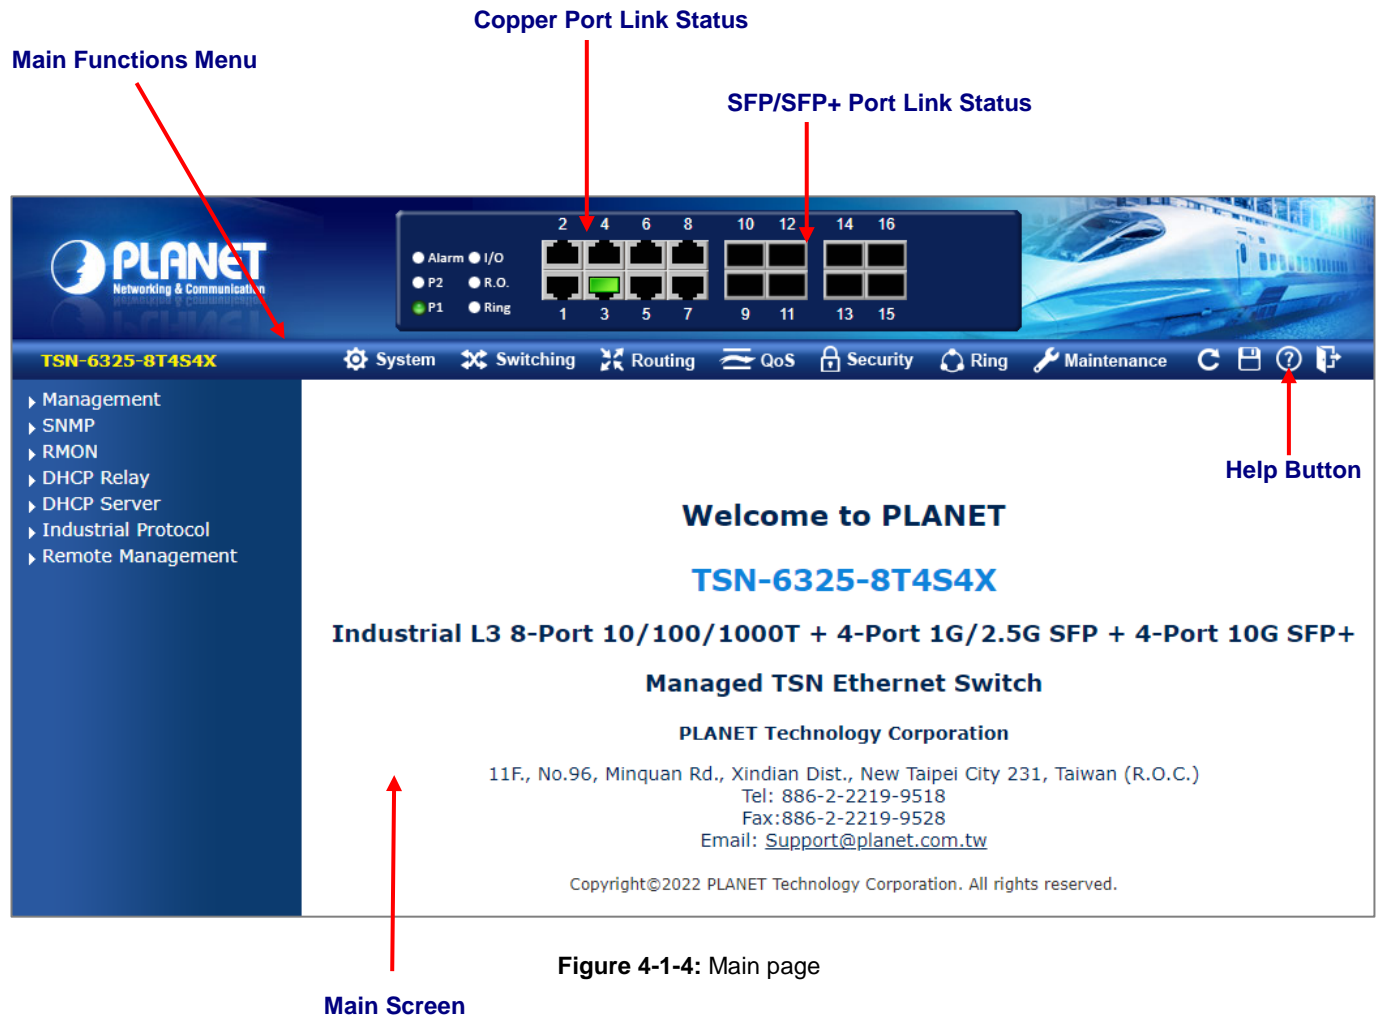 Copper Port Link Status
Main Functions Menu
SFP/SFP+ Port Link Status
PLANET
Networking & Communication
2 4 6 8 10 12 14 16
Alarm I/O
P2 R.O.
P1 Ring
1 3 5 7 9 11 13 15
TSN-6325-8T4S4X
System Switching Routing QoS Security Ring Maintenance
Management
SNMP
RMON
DHCP Relay
DHCP Server
Industrial Protocol
Remote Management
Help Button
Welcome to PLANET
TSN-6325-8T4S4X
Industrial L3 8-Port 10/100/1000T + 4-Port 1G/2.5G SFP + 4-Port 10G SFP+
Managed TSN Ethernet Switch
PLANET Technology Corporation
11F., No.96, Minquan Rd., Xindian Dist., New Taipei City 231, Taiwan (R.O.C.)
Tel: 886-2-2219-9518
Fax:886-2-2219-9528
Email: Support@planet.com.tw
Copyright©2022 PLANET Technology Corporation. All rights reserved.
Figure 4-1-4: Main page
Main Screen